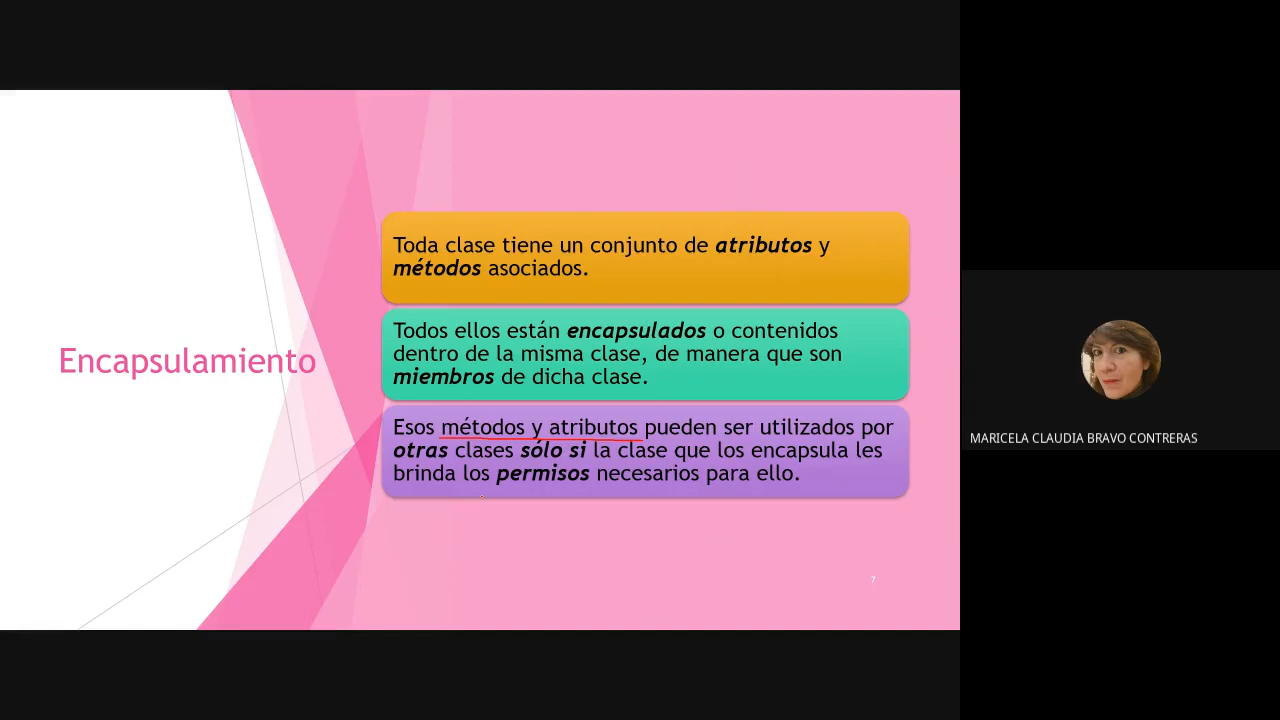 Encapsulamiento
Toda clase tiene un conjunto de atributos y
métodos asociados.
Todos ellos están encapsulados o contenidos
dentro de la misma clase, de manera que son
miembros de dicha clase.
Esos métodos y atributos pueden ser utilizados por
otras clases sólo si la clase que los encapsula les
brinda los permisos necesarios para ello.
7
MARICELA CLAUDIA BRAVO CONTRERAS